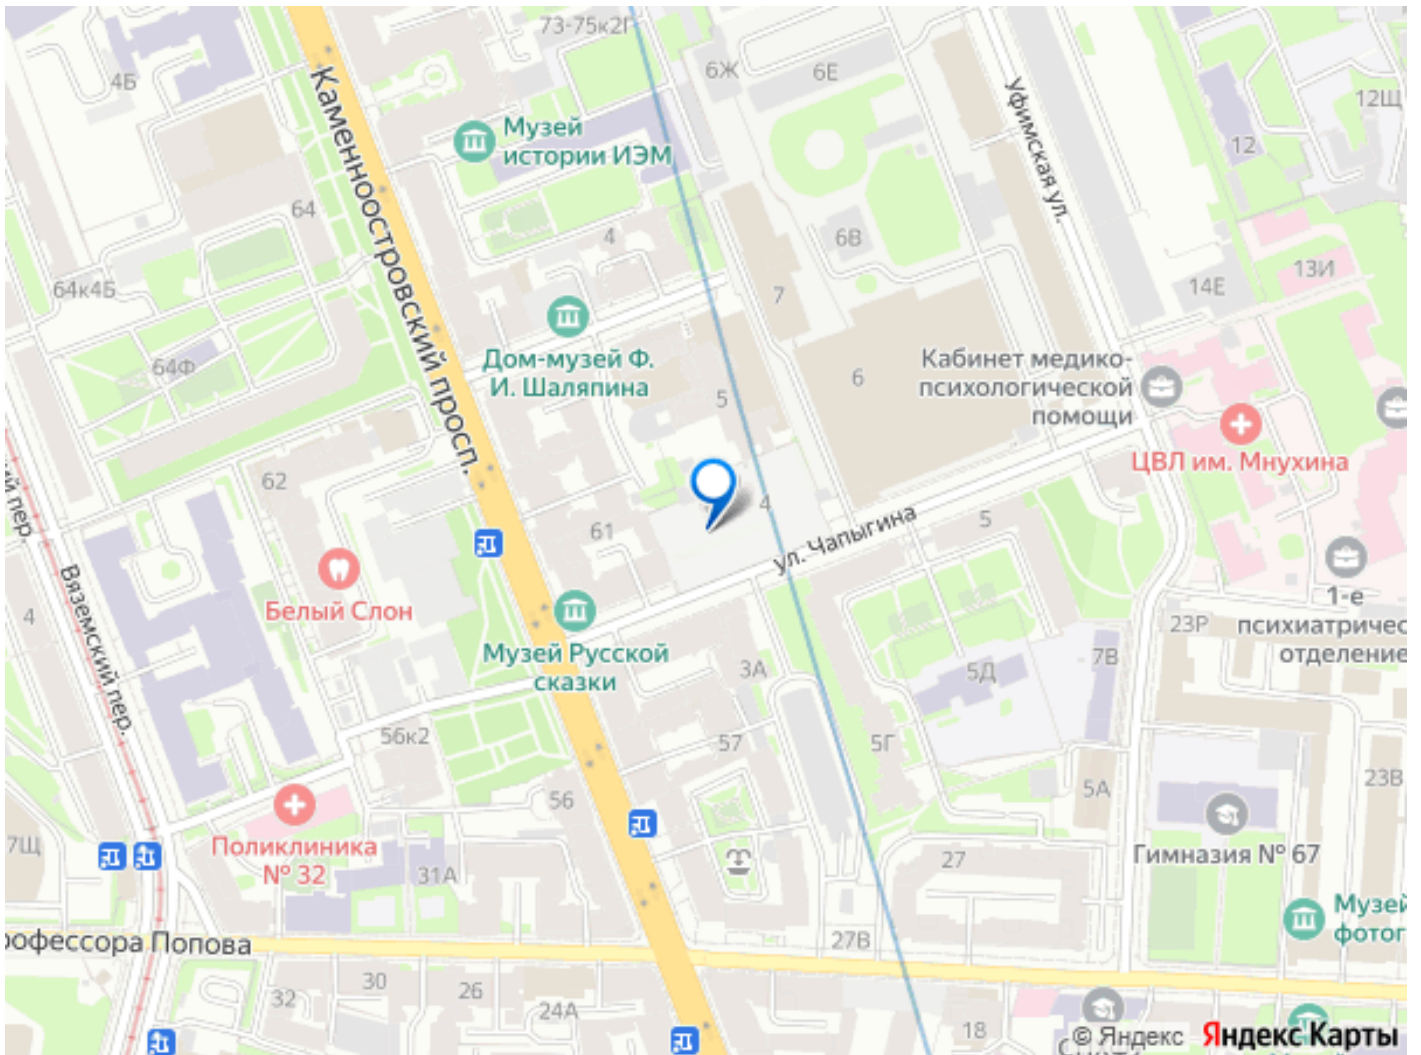 73-75к2Г
4Б
6Ж
6Е
Уфимская ул.
12Щ
Музей
истории ИЭМ
12
Каменноостровский просп.
64
4
6В
13И
64к4Б
7
14Е
Дом-музей Ф.
И. Шаляпина
64Ф
5
6
Кабинет медико-
психологической
помощи
ЦВЛ им. Мнухина
62
4
ул. Чапыгина
5
61
Белый Слон
Вяземский пер.
4
Музей Русской
сказки
3А
5Д
7В
23Р
1-е
психиатричес
отделение
56к2
57
5Г
56
5А
23В
7Щ
Поликлиника
№ 32
31А
27
Гимназия № 67
Музей
фотог
рофессора Попова
27В
32
30
26
24А
18
© Яндекс
Яндекс Карты